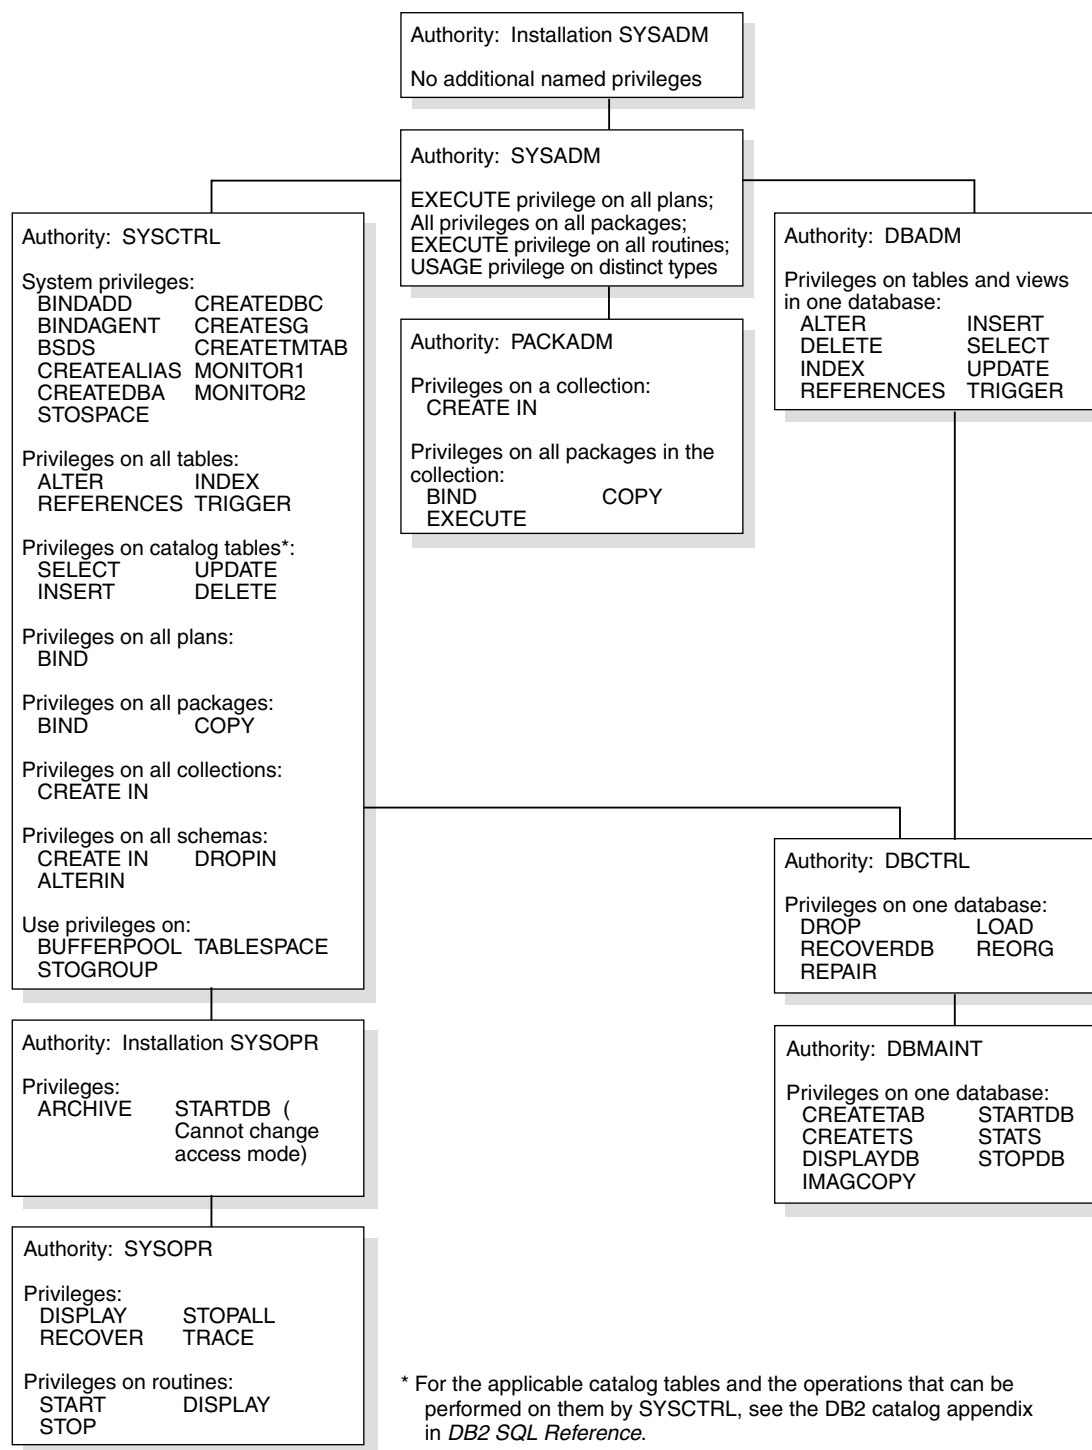 Authority: Installation SYSADM
No additional named privileges
Authority: SYSADM
EXECUTE privilege on all plans;
All privileges on all packages;
EXECUTE privilege on all routines;
USAGE privilege on distinct types
Authority: SYSCTRL
System privileges:
BINDADD CREATEDBC
BINDAGENT CREATESG
BSDS CREATETMTAB
CREATEALIAS MONITOR1
CREATEDBA MONITOR2
STOSPACE
Privileges on all tables:
ALTER INDEX
REFERENCES TRIGGER
Privileges on catalog tables*:
SELECT UPDATE
INSERT DELETE
Privileges on all plans:
BIND
Privileges on all packages:
BIND COPY
Privileges on all collections:
CREATE IN
Privileges on all schemas:
CREATE IN DROPIN
ALTERIN
Use privileges on:
BUFFERPOOL TABLESPACE
STOGROUP
Authority: PACKADM
Privileges on a collection:
CREATE IN
Privileges on all packages in the
collection:
BIND COPY
EXECUTE
Authority: DBADM
Privileges on tables and views
in one database:
ALTER INSERT
DELETE SELECT
INDEX UPDATE
REFERENCES TRIGGER
Authority: DBCTRL
Privileges on one database:
DROP LOAD
RECOVERDB REORG
REPAIR
Authority: Installation SYSOPR
Privileges:
ARCHIVE STARTDB (
Cannot change
access mode)
Authority: DBMAINT
Privileges on one database:
CREATETAB STARTDB
CREATETS STATS
DISPLAYDB STOPDB
IMAGCOPY
Authority: SYSOPR
Privileges:
DISPLAY STOPALL
RECOVER TRACE
Privileges on routines:
START DISPLAY
STOP
* For the applicable catalog tables and the operations that can be
performed on them by SYSCTRL, see the DB2 catalog appendix
in DB2 SQL Reference.